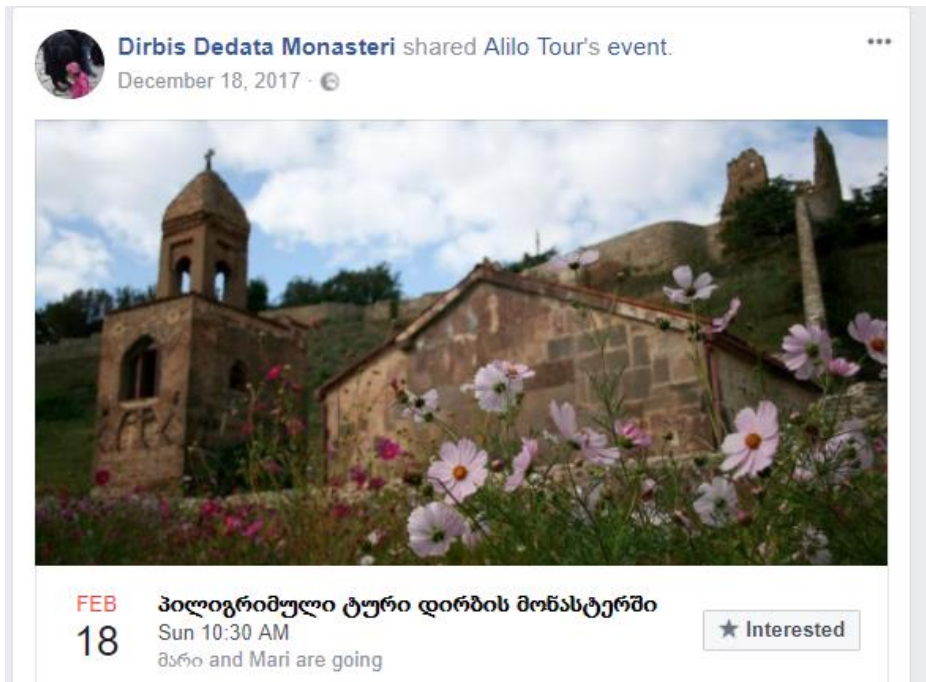 Dirbis Dedata Monasteri shared Alilo Tour's event.
December 18, 2017 ·
FEB
18
პილიგრიმული ტური დირბის მონასტერში
Sun 10:30 AM
მარი and Mari are going
★ Interested